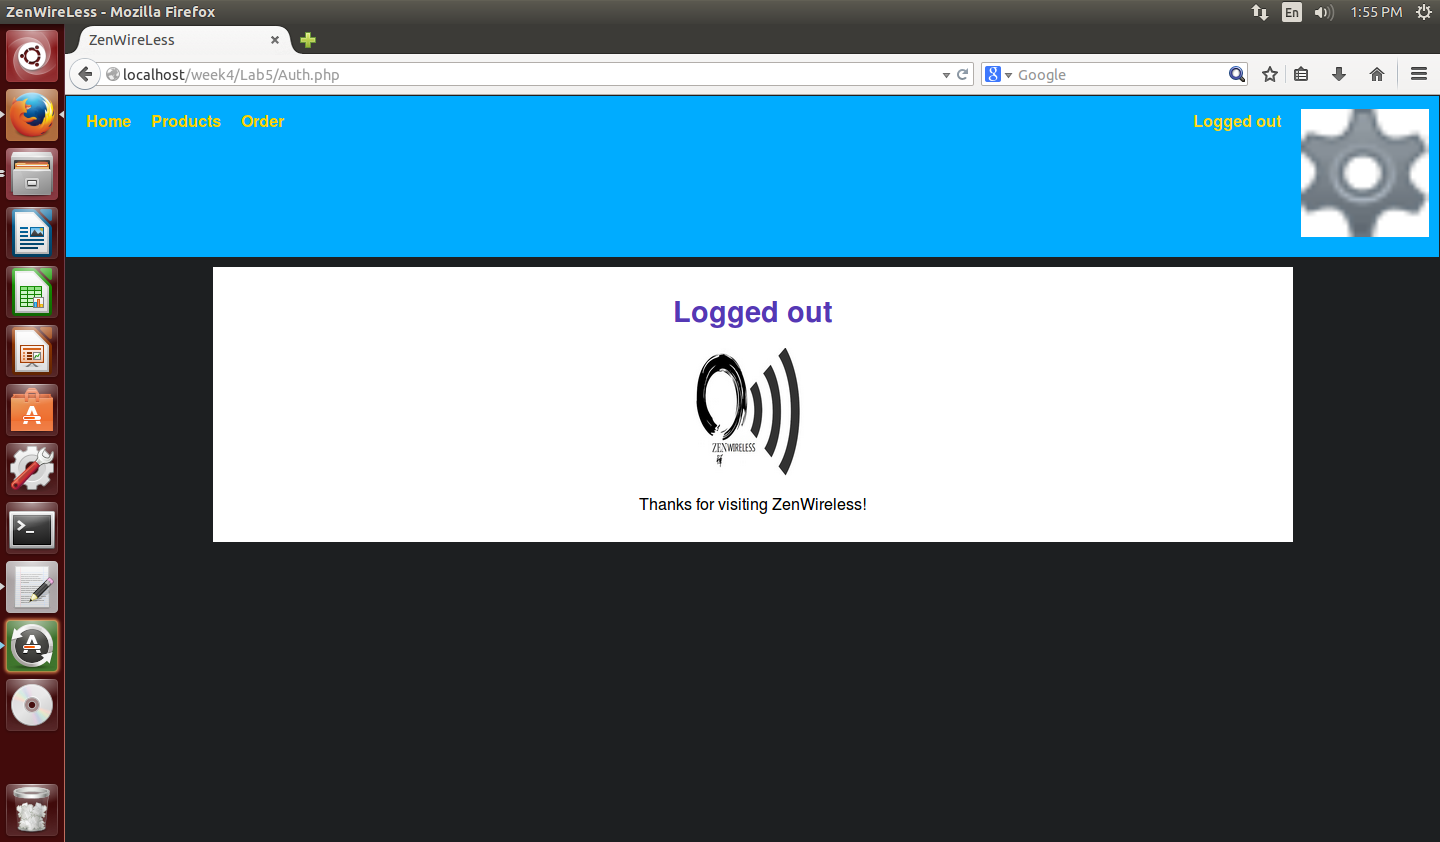 ZenWireLess - Mozilla Firefox
En
1:55 PM
ZenWireLess
localhost/week4/Lab5/Auth.php
8
Google
Home Products Order
Logged out
Logged out
ZENWIRELESS
Thanks for visiting ZenWireless!